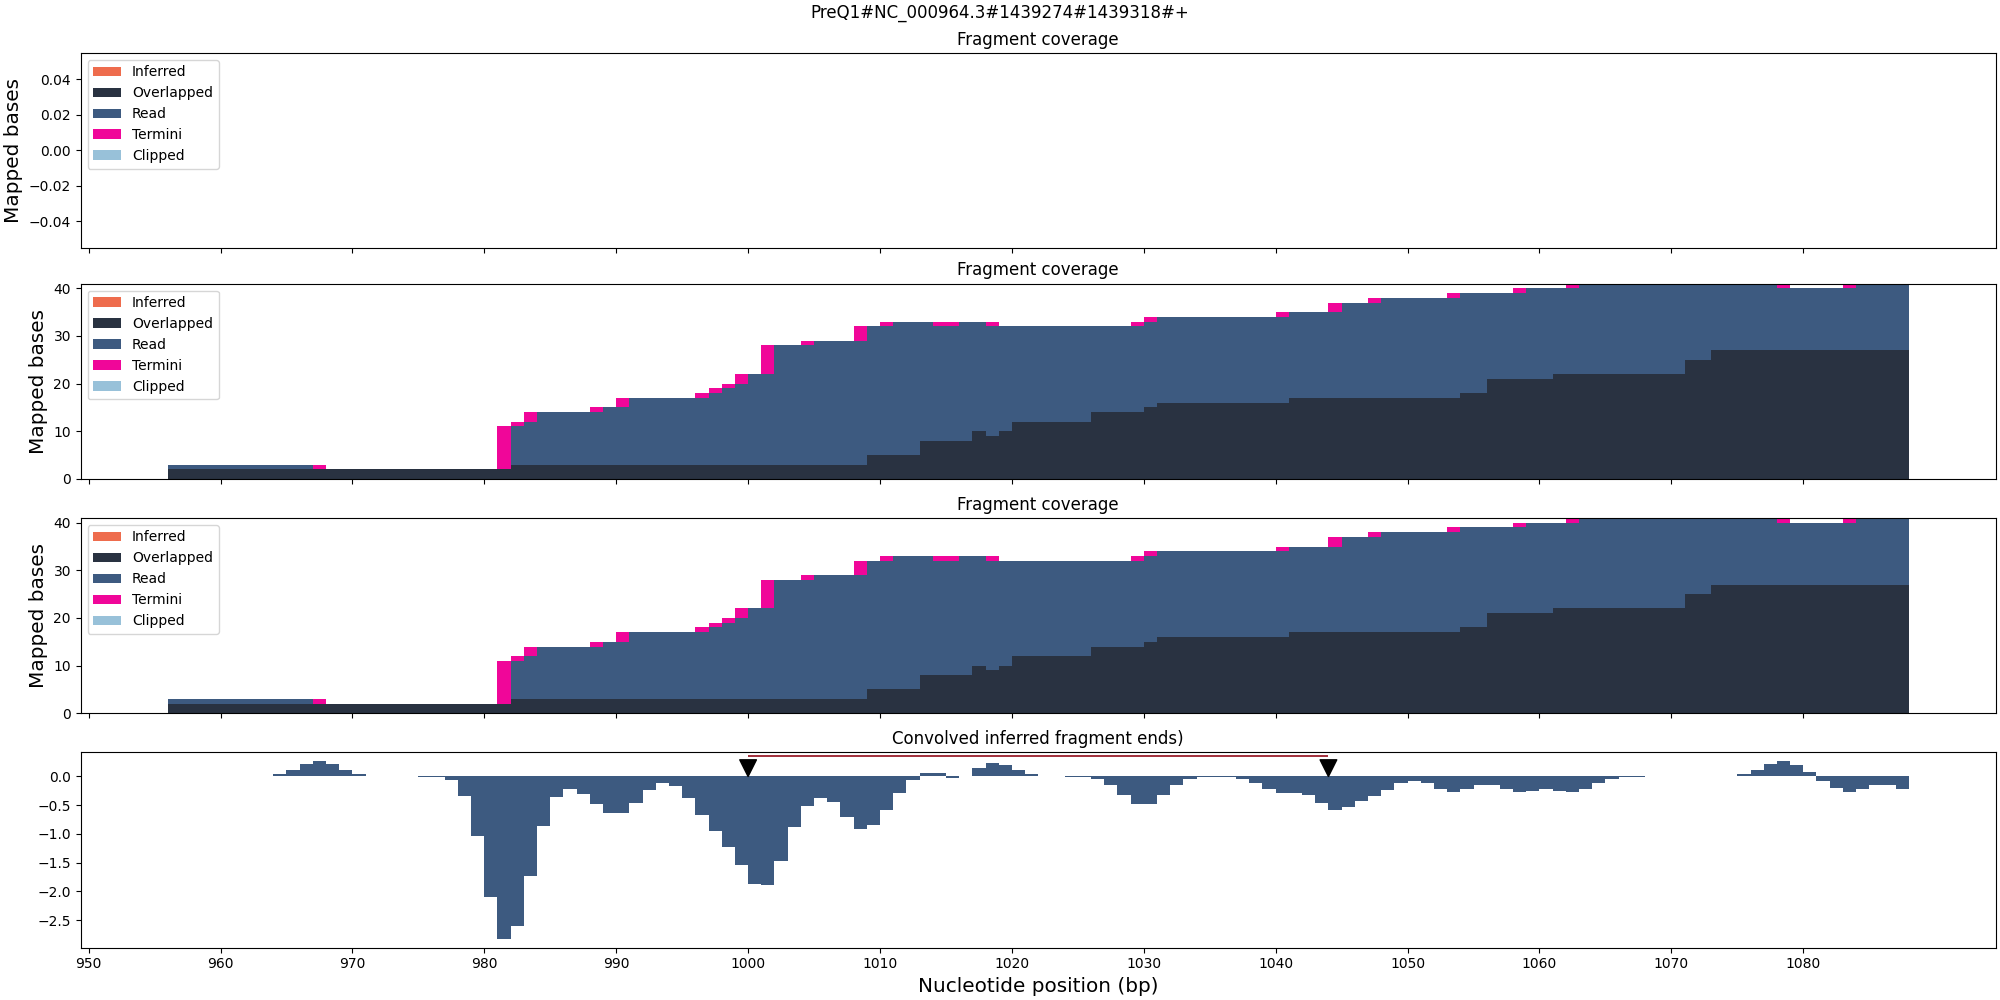 PreQ1#NC_000964.3#1439274#1439318#+
Fragment coverage
Mapped bases
0.04
0.02
0.00
−0.02
−0.04
Inferred
Overlapped
Read
Termini
Clipped
Fragment coverage
Mapped bases
40
30
20
10
0
Inferred
Overlapped
Read
Termini
Clipped
Fragment coverage
Mapped bases
40
30
20
10
0
Inferred
Overlapped
Read
Termini
Clipped
Convolved inferred fragment ends)
0.0
−0.5
−1.0
−1.5
−2.0
−2.5
950 960 970 980 990 1000 1010 1020 1030 1040 1050 1060 1070 1080
Nucleotide position (bp)